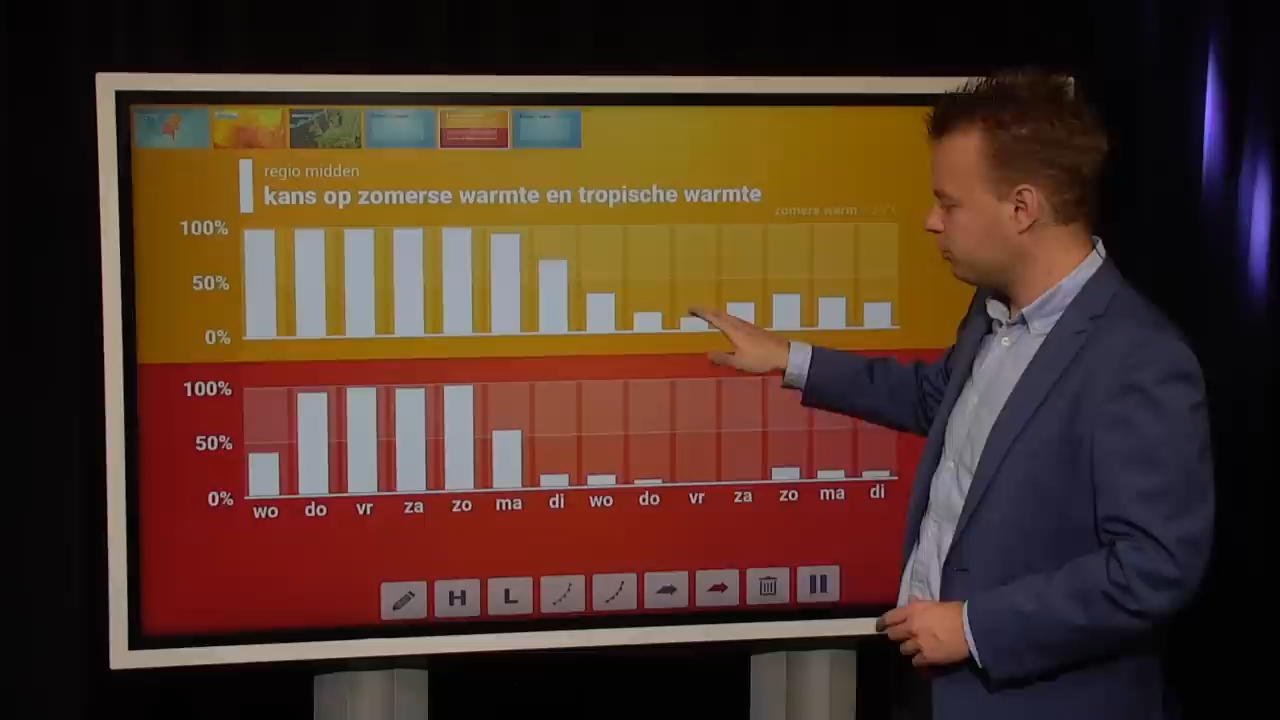 regio midden
kans op zomerse warmte en tropische warmte
zomers warm
100%
50%
0%
100%
50%
0%
wo do vr za zo ma di wo do vr za zo ma di
H L